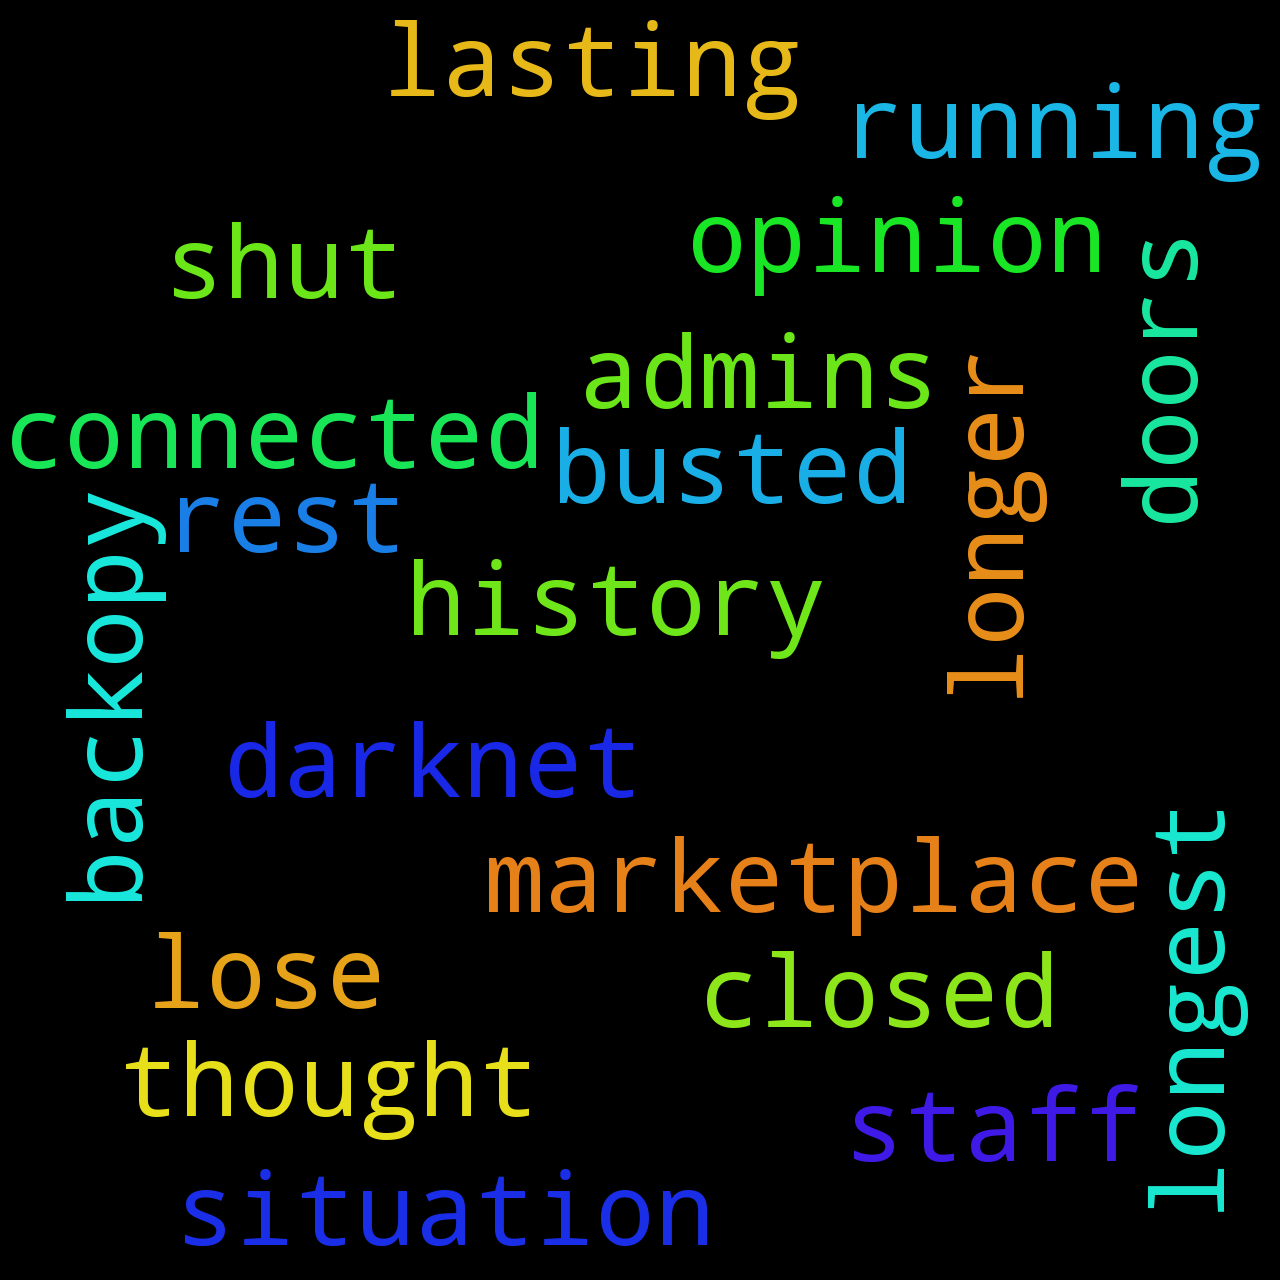 lasting
running
shut
opinion
doors
admins
longer
connected
busted
rest
backopy
history
darknet
marketplace
longest
lose
closed
thought
staff
situation